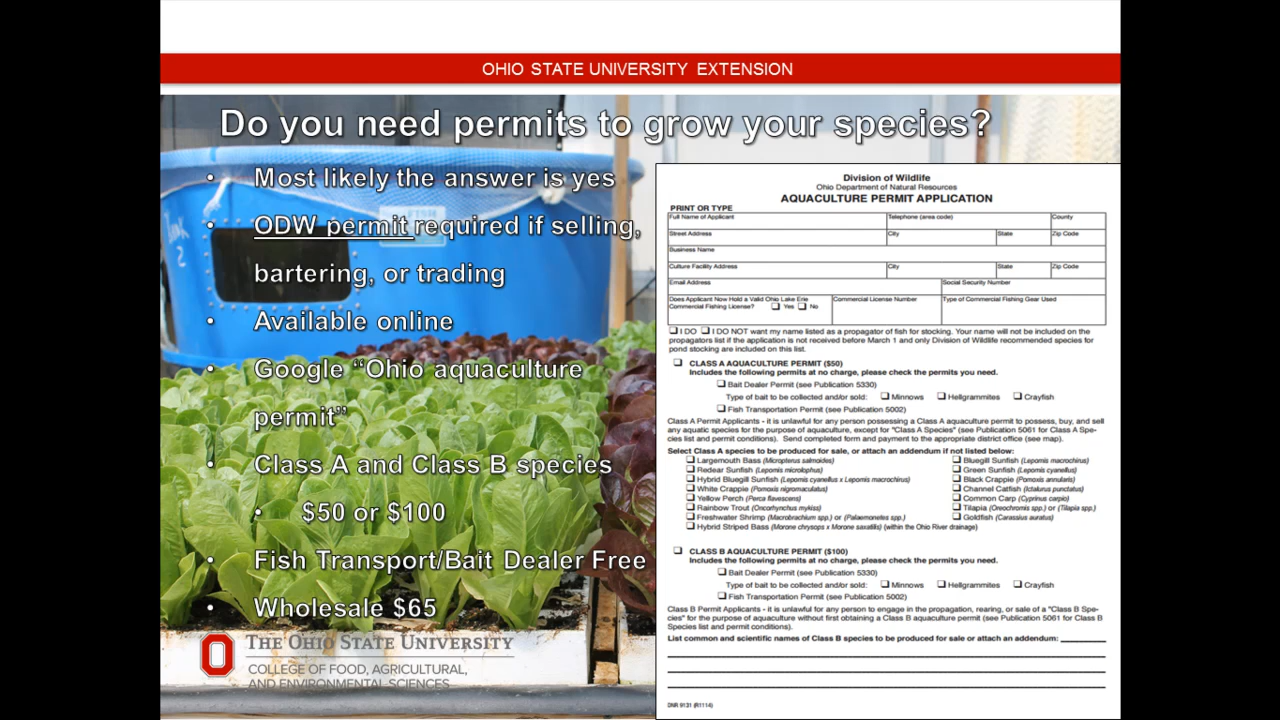 OHIO STATE UNIVERSITY EXTENSION
Do you need permits to grow your species?
• Most likely the answer is yes
• ODW permit required if selling,
bartering, or trading
• Available online
• Google “Ohio aquaculture
permit”
• Class A and Class B species
• $50 or $100
• Fish Transport/Bait Dealer Free
• Wholesale $65
THE OHIO STATE UNIVERSITY
COLLEGE OF FOOD, AGRICULTURAL,
AND ENVIRONMENTAL SCIENCES
Division of Wildlife
Ohio Department of Natural Resources
AQUACULTURE PERMIT APPLICATION
PRINT OR TYPE
Full Name of Applicant Telephone (area code) County
Street Address City State Zip Code
Business Name
Culture Facility Address City State Zip Code
Email Address Social Security Number
Does Applicant Now Hold a Valid Ohio Lake Erie Commercial License Number Type of Commercial Fishing Gear Used
Commercial Fishing License? ☐ Yes ☐ No
☐ I DO ☐ I DO NOT want my name listed as a propagator of fish for stocking. Your name will not be included on the
propagators list if the application is not received before March 1 and only Division of Wildlife recommended species for
pond stocking are included on this list.
☐ CLASS A AQUACULTURE PERMIT ($50)
Includes the following permits at no charge, please check the permits you need.
☐ Bait Dealer Permit (see Publication 5330)
Type of bait to be collected and/or sold: ☐ Minnows ☐ Hellgrammites ☐ Crayfish
☐ Fish Transportation Permit (see Publication 5002)
Class A Permit Applicants - it is unlawful for any person possessing a Class A aquaculture permit to possess, buy, and sell
any aquatic species for the purpose of aquaculture, except for "Class A Species" (see Publication 5061 for Class A Spe-
cies list and permit conditions). Send completed form and payment to the appropriate district office (see map).
Select Class A species to be produced for sale, or attach an addendum if not listed below:
☐ Largemouth Bass (Micropterus salmoides) ☐ Bluegill Sunfish (Lepomis macrochirus)
☐ Redear Sunfish (Lepomis microlophus) ☐ Green Sunfish (Lepomis cyanellus)
☐ Hybrid Bluegill Sunfish (Lepomis cyanellus x Lepomis macrochirus) ☐ Black Crappie (Pomoxis annularis)
☐ White Crappie (Pomoxis nigromaculatus) ☐ Channel Catfish (Ictalurus punctatus)
☐ Yellow Perch (Perca flavescens) ☐ Common Carp (Cyprinus carpio)
☐ Rainbow Trout (Oncorhynchus mykiss) ☐ Tilapia (Oreochromis spp.) or (Tilapia spp.)
☐ Freshwater Shrimp (Macrobrachium spp.) or (Palaemonetes spp.) ☐ Goldfish (Carassius auratus)
☐ Hybrid Striped Bass (Morone chrysops x Morone saxatilis) (within the Ohio River drainage)
☐ CLASS B AQUACULTURE PERMIT ($100)
Includes the following permits at no charge, please check the permits you need.
☐ Bait Dealer Permit (see Publication 5330)
Type of bait to be collected and/or sold: ☐ Minnows ☐ Hellgrammites ☐ Crayfish
☐ Fish Transportation Permit (see Publication 5002)
Class B Permit Applicants - it is unlawful for any person to engage in the propagation, rearing, or sale of a "Class B Spe-
cies" for the purpose of aquaculture without first obtaining a Class B aquaculture permit (see Publication 5061 for Class B
Species list and permit conditions).
List common and scientific names of Class B species to be produced for sale or attach an addendum:
DNR 9131 (R1114)